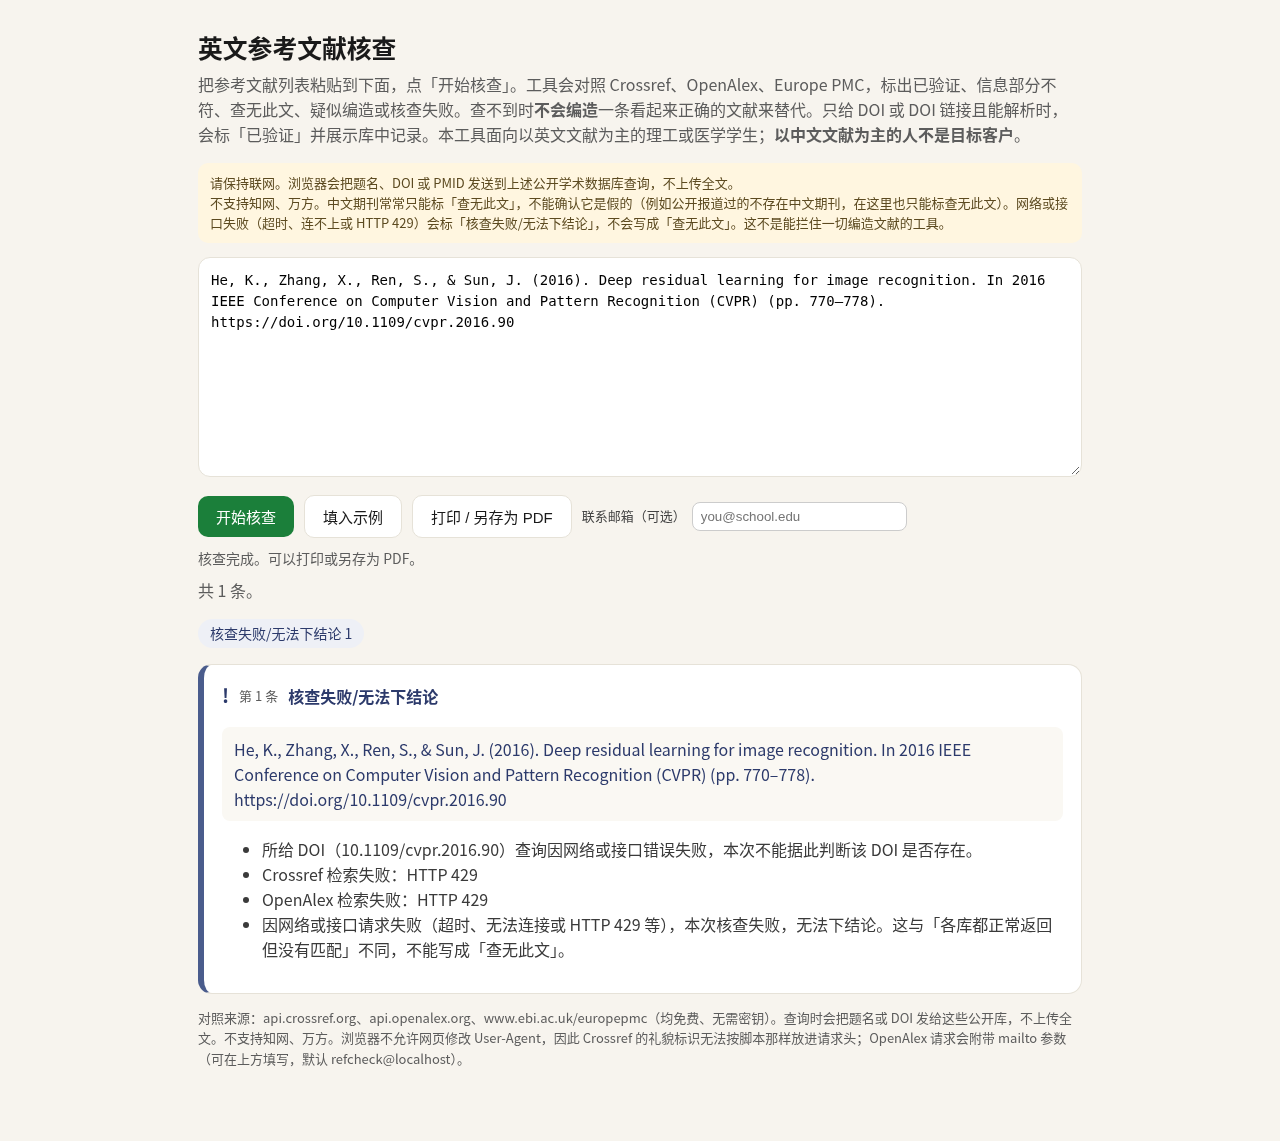 英文参考文献核查
把参考文献列表粘贴到下面，点「开始核查」。工具会对照 Crossref、OpenAlex、Europe PMC，标出已验证、信息部分不
符、查无此文、疑似编造或核查失败。查不到时不会编造一条看起来正确的文献来替代。只给 DOI 或 DOI 链接且能解析时，
会标「已验证」并展示库中记录。本工具面向以英文文献为主的理工或医学学生；以中文文献为主的人不是目标客户。
请保持联网。浏览器会把题名、DOI 或 PMID 发送到上述公开学术数据库查询，不上传全文。
不支持知网、万方。中文期刊常常只能标「查无此文」，不能确认它是假的（例如公开报道过的不存在中文期刊，在这里也只能标查无此文）。网络或接
口失败（超时、连不上或 HTTP 429）会标「核查失败/无法下结论」，不会写成「查无此文」。这不是能拦住一切编造文献的工具。
He, K., Zhang, X., Ren, S., & Sun, J. (2016). Deep residual learning for image recognition. In 2016
IEEE Conference on Computer Vision and Pattern Recognition (CVPR) (pp. 770–778).
https://doi.org/10.1109/cvpr.2016.90
开始核查 填入示例 打印 / 另存为 PDF 联系邮箱（可选） you@school.edu
核查完成。可以打印或另存为 PDF。
共 1 条。
核查失败/无法下结论 1
! 第 1 条 核查失败/无法下结论
He, K., Zhang, X., Ren, S., & Sun, J. (2016). Deep residual learning for image recognition. In 2016 IEEE
Conference on Computer Vision and Pattern Recognition (CVPR) (pp. 770–778).
https://doi.org/10.1109/cvpr.2016.90
• 所给 DOI（10.1109/cvpr.2016.90）查询因网络或接口错误失败，本次不能据此判断该 DOI 是否存在。
• Crossref 检索失败：HTTP 429
• OpenAlex 检索失败：HTTP 429
• 因网络或接口请求失败（超时、无法连接或 HTTP 429 等），本次核查失败，无法下结论。这与「各库都正常返回
但没有匹配」不同，不能写成「查无此文」。
对照来源：api.crossref.org、api.openalex.org、www.ebi.ac.uk/europepmc（均免费、无需密钥）。查询时会把题名或 DOI 发给这些公开库，不上传全
文。不支持知网、万方。浏览器不允许网页修改 User-Agent，因此 Crossref 的礼貌标识无法按脚本那样放进请求头；OpenAlex 请求会附带 mailto 参数
（可在上方填写，默认 refcheck@localhost）。